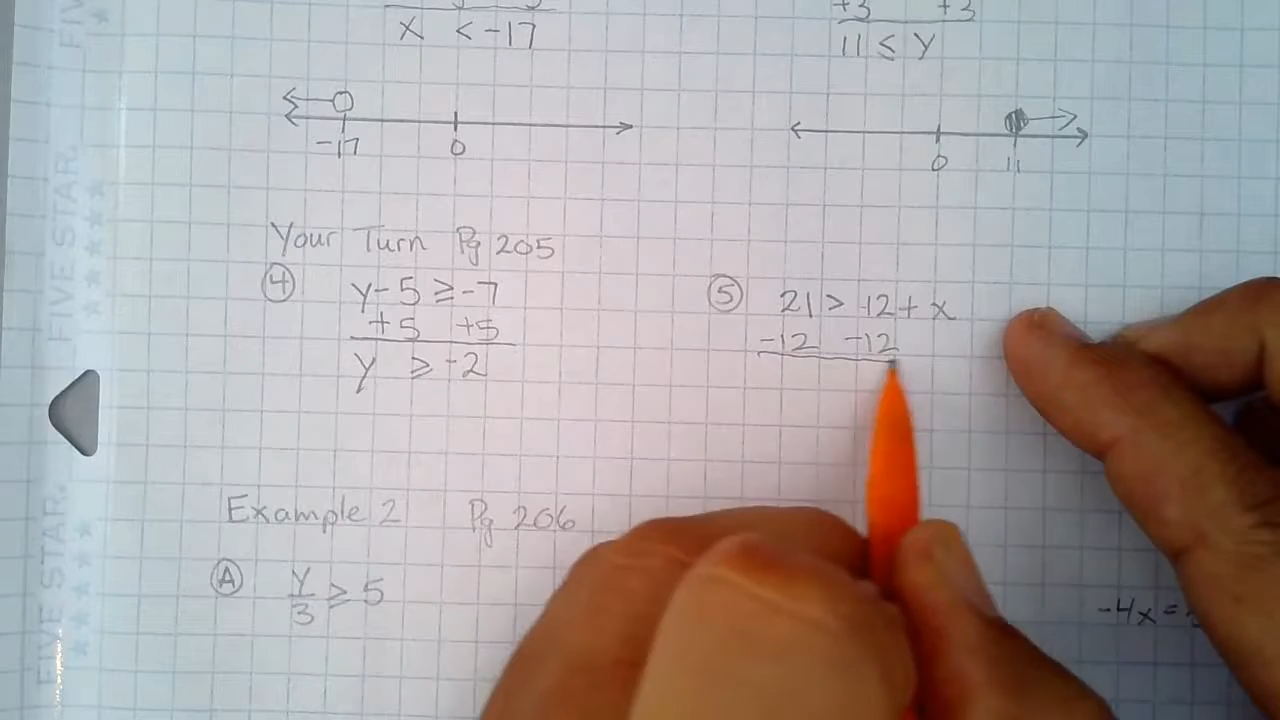 x < -17
+3 +3
11 ≤ y
-17 0
0 11
Your Turn Pg 205
④ y - 5 ≥ -7
+5 +5
y ≥ -2
⑤ 21 > 12 + x
-12 -12
Example 2 Pg 206
Ⓐ y/3 ≥ 5
-4x =
FIVE STAR.
FIVE STAR